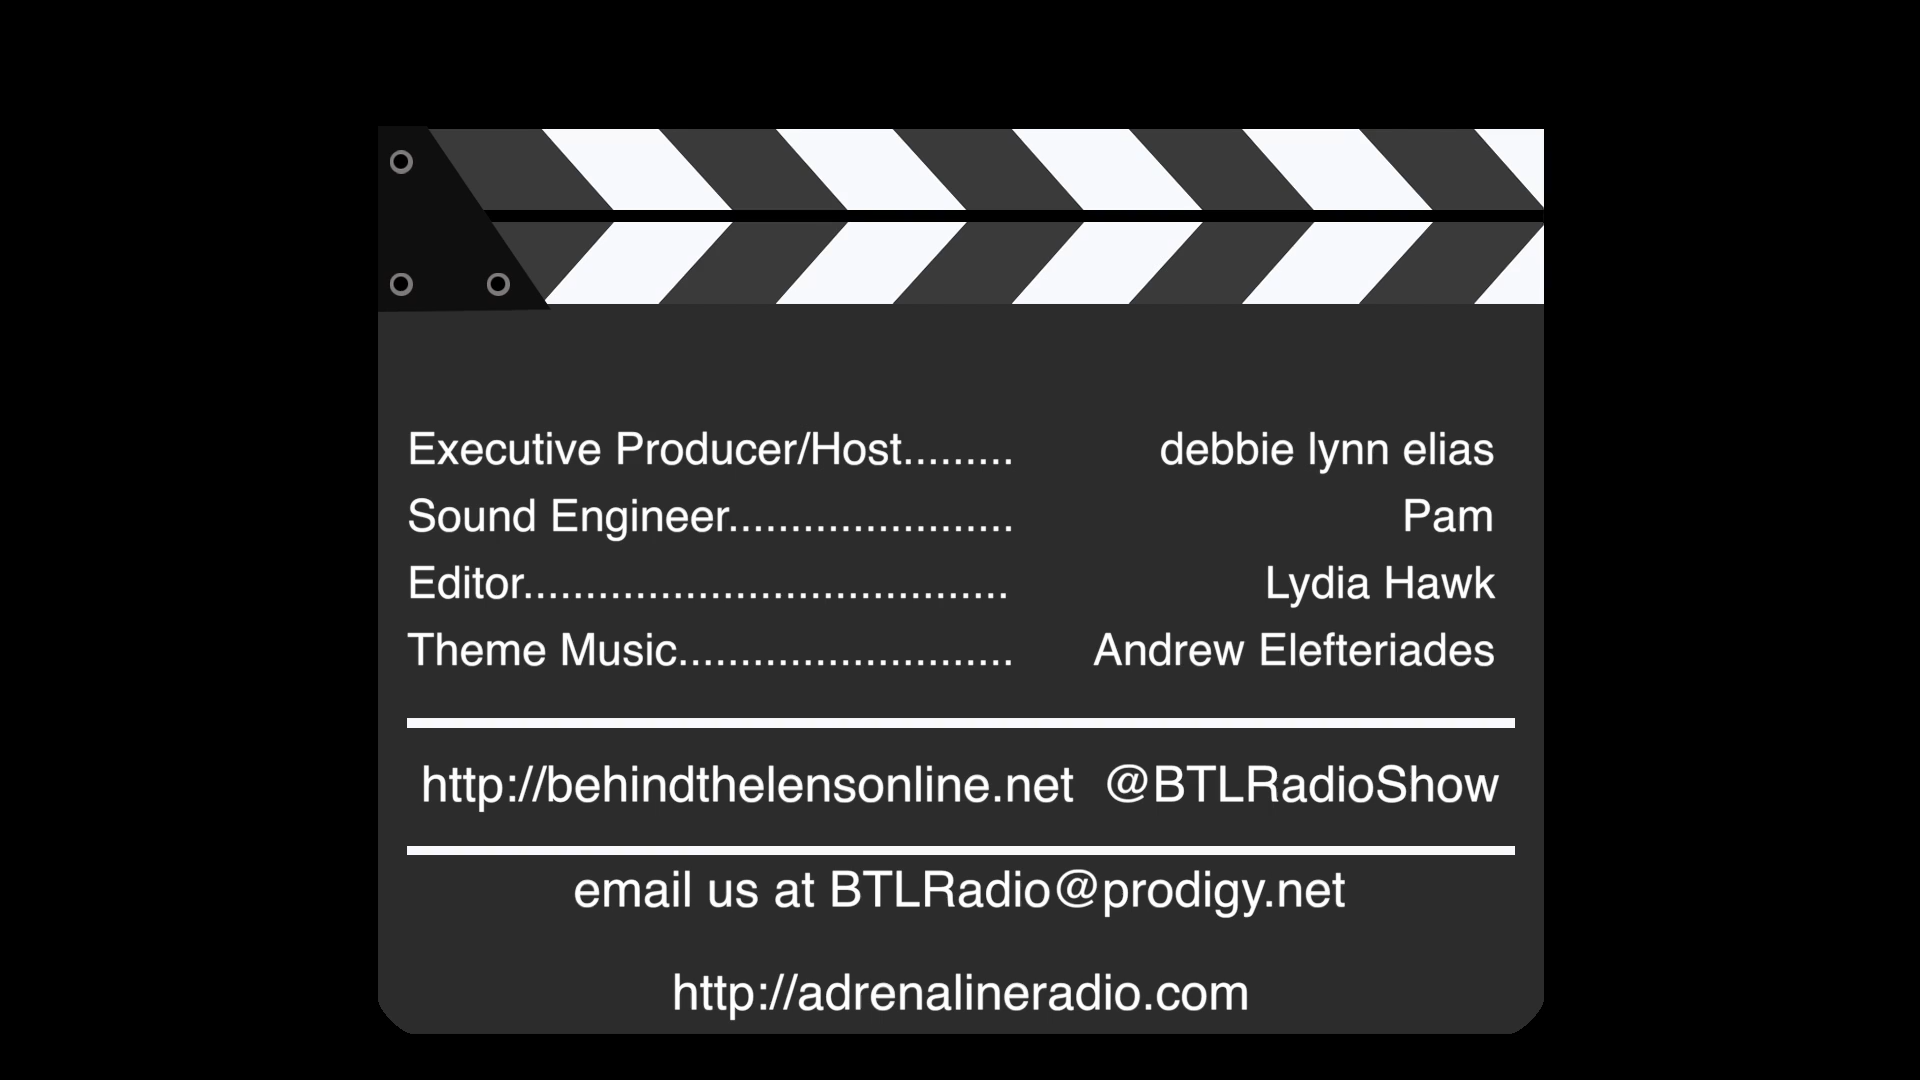 Executive Producer/Host......... debbie lynn elias
Sound Engineer....................... Pam
Editor....................................... Lydia Hawk
Theme Music........................... Andrew Elefteriades
http://behindthelensonline.net @BTLRadioShow
email us at BTLRadio@prodigy.net
http://adrenalineradio.com